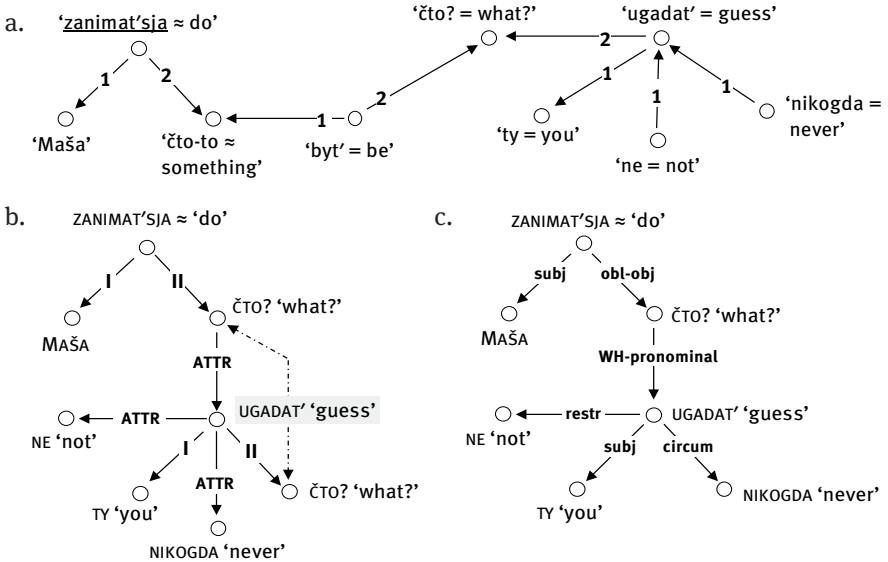 a.
‘zanimat′sja ≈ do’
‘čto? = what?’
‘ugadat′ = guess’
2
1
2
2
1
1
1
1
‘Maša’
‘čto-to ≈
something’
‘byt′ = be’
‘ty = you’
‘ne = not’
‘nikogda =
never’
b.
ZANIMAT′SJA ≈ ‘do’
I
II
MAŠA
ČTO? ‘what?’
ATTR
UGADAT′ ‘guess’
ATTR
NE ‘not’
I
II
ATTR
TY ‘you’
ČTO? ‘what?’
NIKOGDA ‘never’
c.
ZANIMAT′SJA ≈ ‘do’
subj
obl-obj
MAŠA
ČTO? ‘what?’
WH-pronominal
restr
UGADAT′ ‘guess’
NE ‘not’
subj
circum
TY ‘you’
NIKOGDA ‘never’